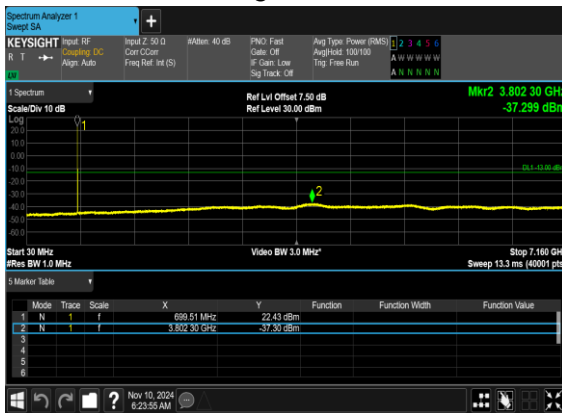 Spectrum Analyzer 1
Swept SA
+
KEYSIGHT Input: RF Input Z: 50 Ω #Atten: 40 dB PNO: Fast Avg Type: Power (RMS) 1 2 3 4 5 6
R T Coupling: DC Corr CCorr Gate: Off Avg|Hold: 100/100 A W W W W W
Align: Auto Freq Ref: Int (S) IF Gain: Low Trig: Free Run
Sig Track: Off A N N N N N
1 Spectrum Ref Lvl Offset 7.50 dB Mkr2 3.802 30 GHz
Scale/Div 10 dB Ref Level 30.00 dBm -37.299 dBm
Log
20.0
1
10.0
0.00
-10.0
DL1 -13.00 dBm
-20.0
-30.0
2
-40.0
-50.0
-60.0
Start 30 MHz Video BW 3.0 MHz* Stop 7.160 GHz
#Res BW 1.0 MHz Sweep 13.3 ms (40001 pts)
5 Marker Table
Mode Trace Scale X Y Function Function Width Function Value
1 N 1 f 699.51 MHz 22.43 dBm
2 N 1 f 3.802 30 GHz -37.30 dBm
3
4
5
6
? Nov 10, 2024
6:23:55 AM